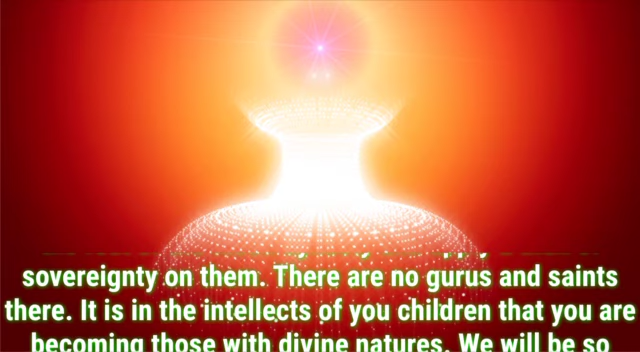 sovereignty on them. There are no gurus and saints
there. It is in the intellects of you children that you are
becoming those with divine natures. We will be so